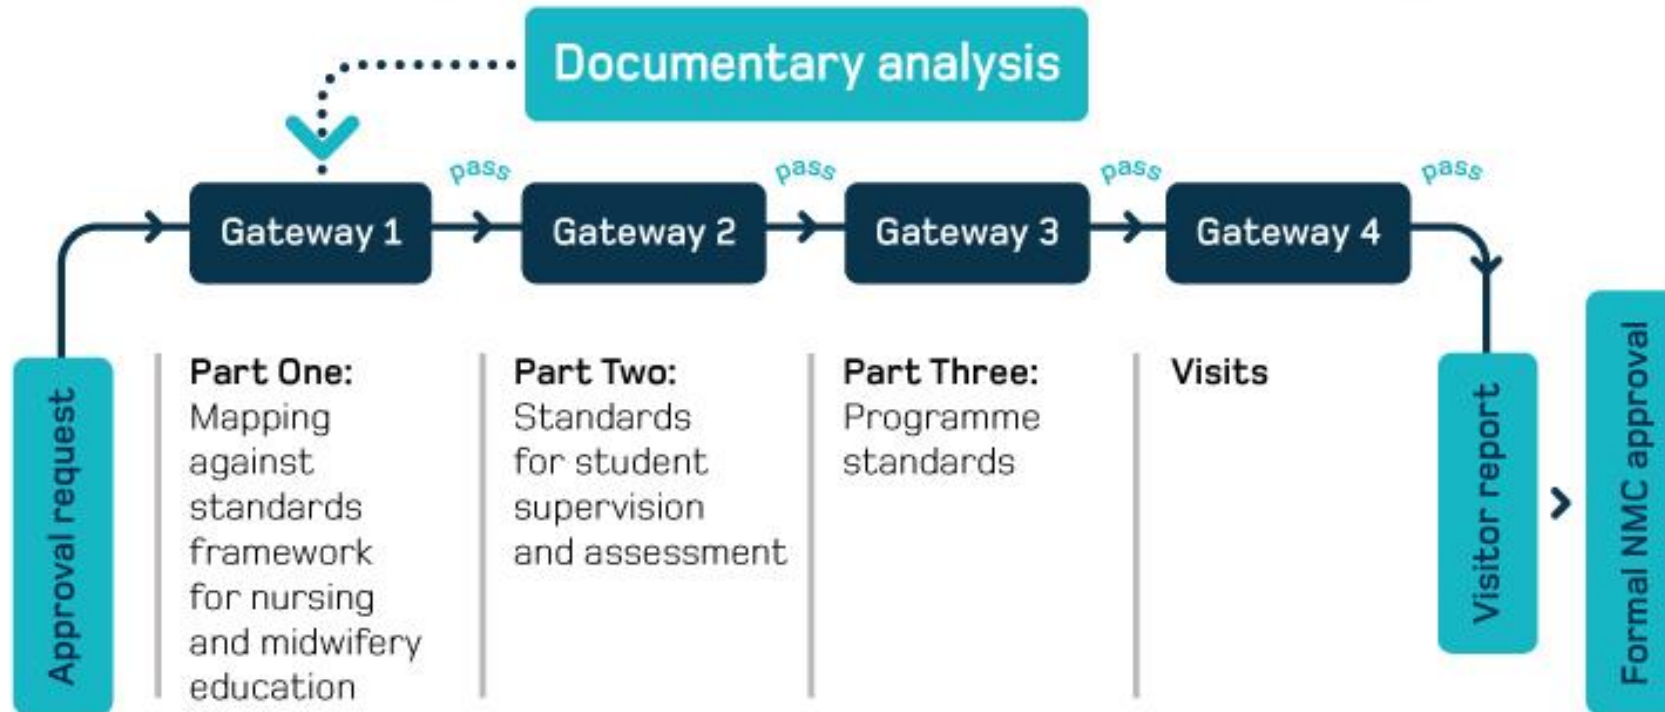 Documentary analysis
pass
pass
pass
pass
Gateway 1
Gateway 2
Gateway 3
Gateway 4
Approval request
Part One:
Mapping
against
standards
framework
for nursing
and midwifery
education
Part Two:
Standards
for student
supervision
and assessment
Part Three:
Programme
standards
Visits
Visitor report
Formal NMC approval